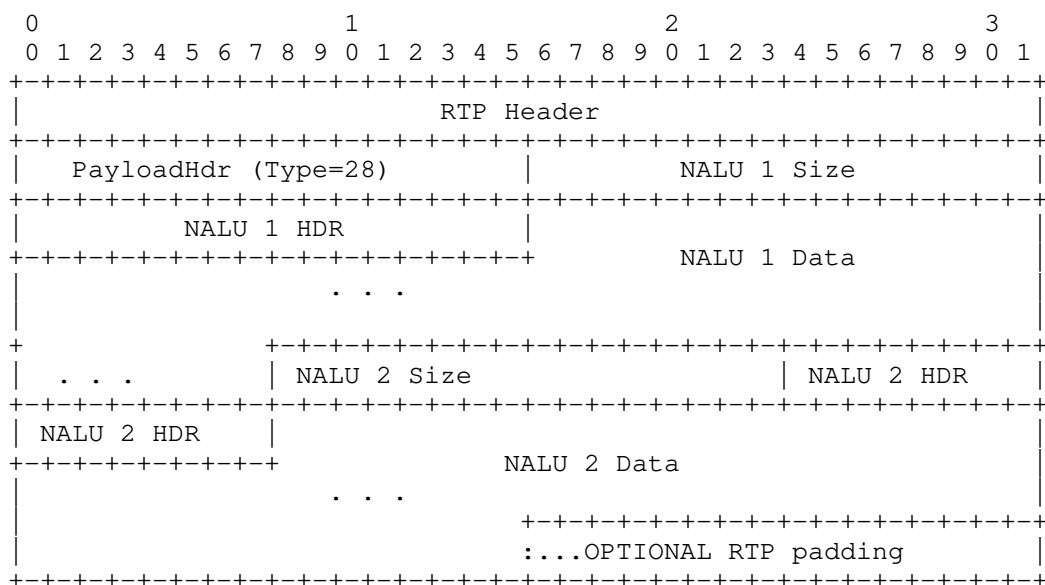 0                   1                   2                   3
 0 1 2 3 4 5 6 7 8 9 0 1 2 3 4 5 6 7 8 9 0 1 2 3 4 5 6 7 8 9 0 1
+-+-+-+-+-+-+-+-+-+-+-+-+-+-+-+-+-+-+-+-+-+-+-+-+-+-+-+-+-+-+-+-+
|                          RTP Header                           |
+-+-+-+-+-+-+-+-+-+-+-+-+-+-+-+-+-+-+-+-+-+-+-+-+-+-+-+-+-+-+-+-+
|   PayloadHdr (Type=28)        |         NALU 1 Size           |
+-+-+-+-+-+-+-+-+-+-+-+-+-+-+-+-+-+-+-+-+-+-+-+-+-+-+-+-+-+-+-+-+
|          NALU 1 HDR           |                               |
+-+-+-+-+-+-+-+-+-+-+-+-+-+-+-+-+         NALU 1 Data           |
|                   . . .                                       |
|                                                               |
+               +-+-+-+-+-+-+-+-+-+-+-+-+-+-+-+-+-+-+-+-+-+-+-+-+
|  . . .        | NALU 2 Size                   | NALU 2 HDR    |
+-+-+-+-+-+-+-+-+-+-+-+-+-+-+-+-+-+-+-+-+-+-+-+-+-+-+-+-+-+-+-+-+
| NALU 2 HDR    |                                               |
+-+-+-+-+-+-+-+-+              NALU 2 Data                      |
|                   . . .                                       |
|                               +-+-+-+-+-+-+-+-+-+-+-+-+-+-+-+-+
|                               :...OPTIONAL RTP padding        |
+-+-+-+-+-+-+-+-+-+-+-+-+-+-+-+-+-+-+-+-+-+-+-+-+-+-+-+-+-+-+-+-+